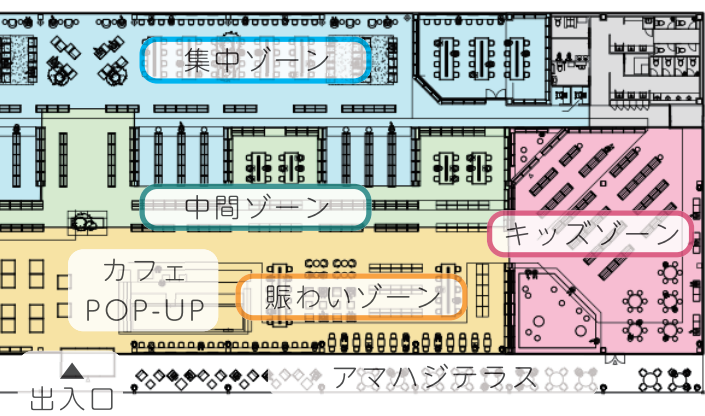 集中ゾーン
中間ゾーン
キッズゾーン
カフェ
POP-UP
賑わいゾーン
アマハジテラス
出入口